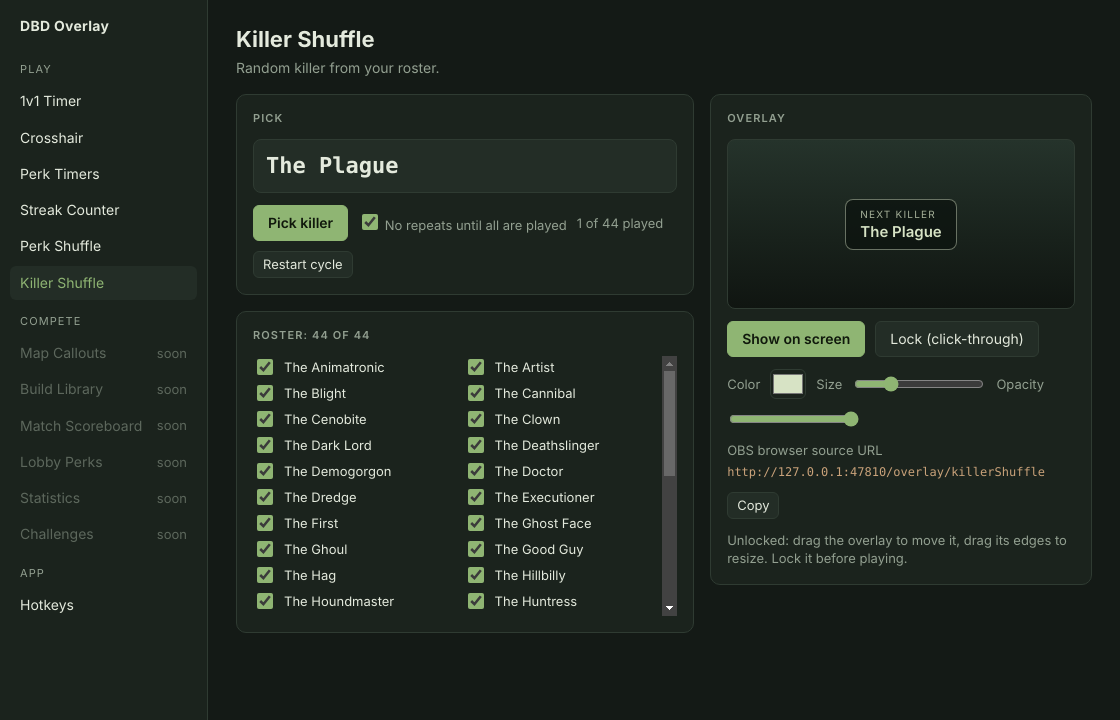 DBD Overlay
PLAY
1v1 Timer
Crosshair
Perk Timers
Streak Counter
Perk Shuffle
Killer Shuffle
COMPETE
Map Callouts soon
Build Library soon
Match Scoreboard soon
Lobby Perks soon
Statistics soon
Challenges soon
APP
Hotkeys
Killer Shuffle
Random killer from your roster.
PICK
The Plague
Pick killer No repeats until all are played 1 of 44 played
Restart cycle
ROSTER: 44 OF 44
The Animatronic The Artist
The Blight The Cannibal
The Cenobite The Clown
The Dark Lord The Deathslinger
The Demogorgon The Doctor
The Dredge The Executioner
The First The Ghost Face
The Ghoul The Good Guy
The Hag The Hillbilly
The Houndmaster The Huntress
OVERLAY
NEXT KILLER
The Plague
Show on screen Lock (click-through)
Color Size Opacity
OBS browser source URL
http://127.0.0.1:47810/overlay/killerShuffle
Copy
Unlocked: drag the overlay to move it, drag its edges to
resize. Lock it before playing.